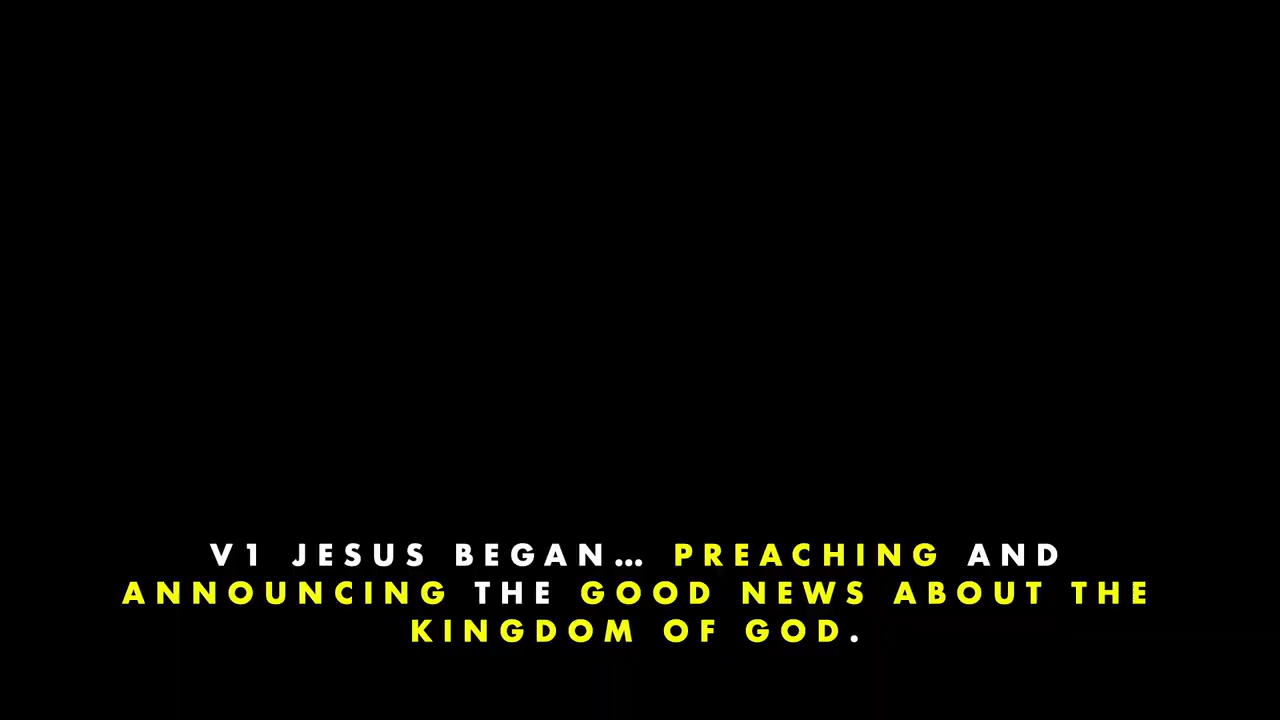 V1 JESUS BEGAN… PREACHING AND
ANNOUNCING THE GOOD NEWS ABOUT THE
KINGDOM OF GOD.